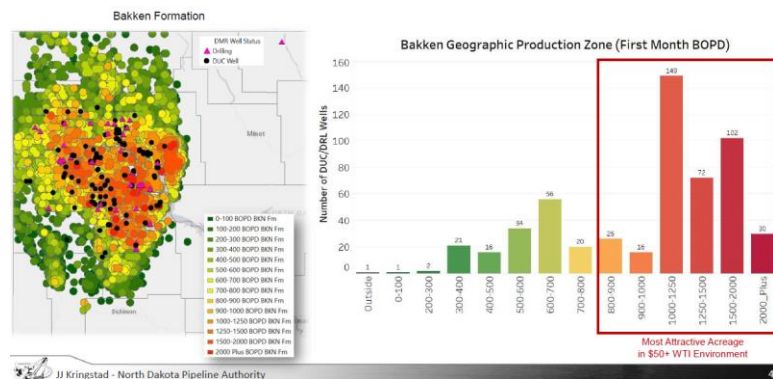 Bakken Formation
DMR Well Status
Drilling
DUC Well
Minot
Dickinson
0-100 BOPD BKN Fm
100-200 BOPD BKN Fm
200-300 BOPD BKN Fm
300-400 BOPD BKN Fm
400-500 BOPD BKN Fm
500-600 BOPD BKN Fm
600-700 BOPD BKN Fm
700-800 BOPD BKN Fm
800-900 BOPD BKN Fm
900-1000 BOPD BKN Fm
1000-1250 BOPD BKN Fm
1250-1500 BOPD BKN Fm
1500-2000 BOPD BKN Fm
2000 Plus BOPD BKN Fm
Bakken Geographic Production Zone (First Month BOPD)
Number of DUC/DRL Wells
160
140
120
100
80
60
40
20
0
1
1
2
21
16
34
56
20
26
16
149
72
102
30
Outside
0-100
200-300
300-400
400-500
500-600
600-700
700-800
800-900
900-1000
1000-1250
1250-1500
1500-2000
2000_Plus
Most Attractive Acreage
in $50+ WTI Environment
JJ Kringstad - North Dakota Pipeline Authority